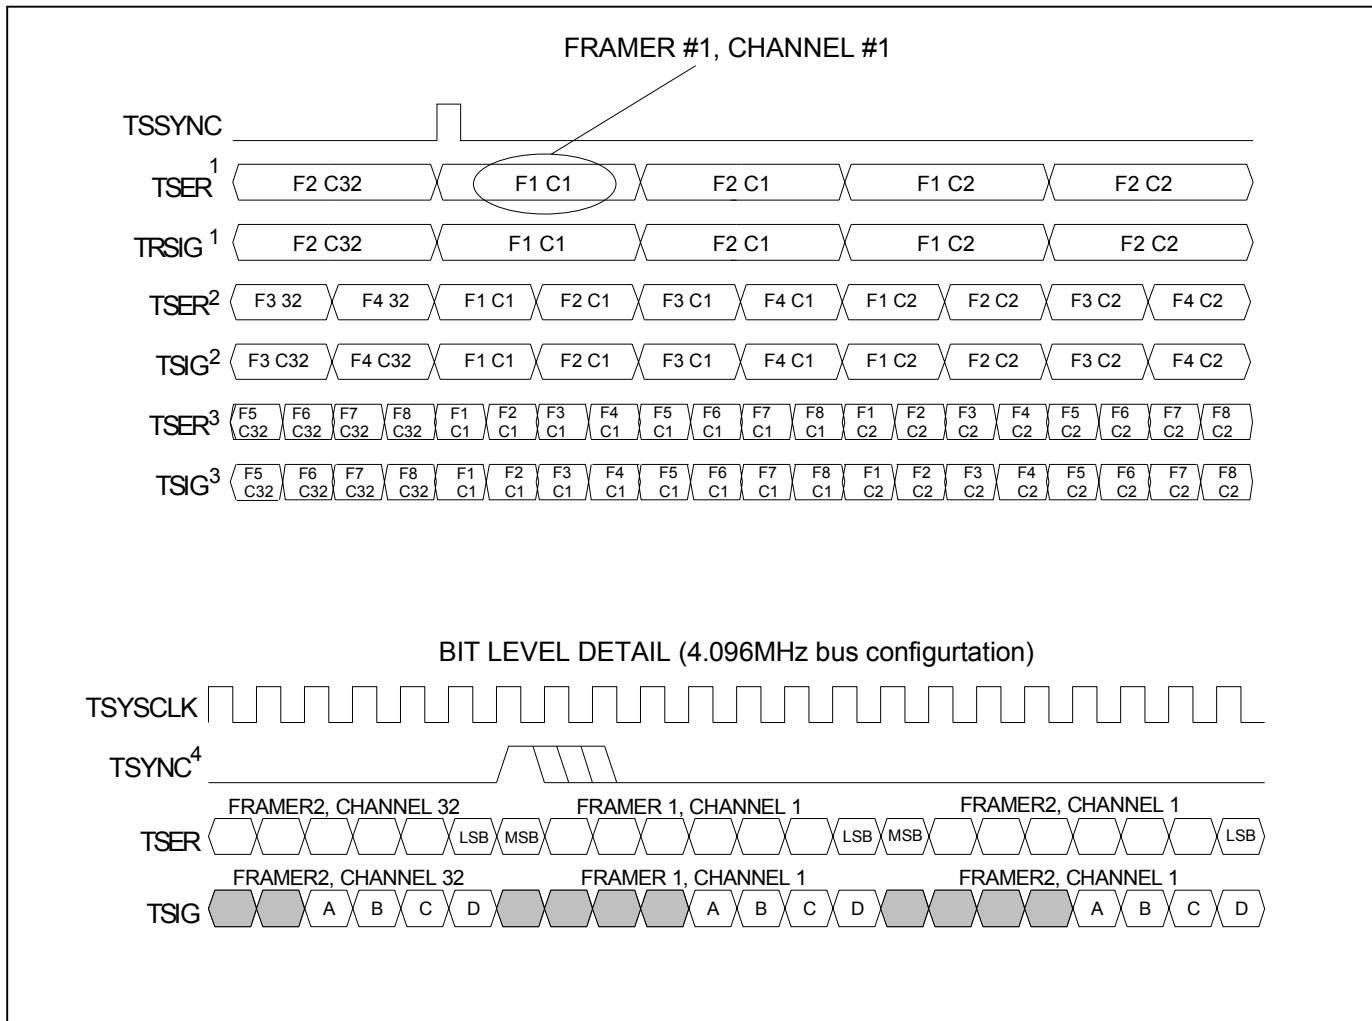 FRAMER #1, CHANNEL #1
TSSYNC
TSER 1 F2 C32 F1 C1 F2 C1 F1 C2 F2 C2
TRSIG 1 F2 C32 F1 C1 F2 C1 F1 C2 F2 C2
TSER2 F3 32 F4 32 F1 C1 F2 C1 F3 C1 F4 C1 F1 C2 F2 C2 F3 C2 F4 C2
TSIG2 F3 C32 F4 C32 F1 C1 F2 C1 F3 C1 F4 C1 F1 C2 F2 C2 F3 C2 F4 C2
F5 F6 F7 F8 F1 F2 F3 F4 F5 F6 F7 F8 F1 F2 F3 F4 F5 F6 F7 F8
TSER3
C32 C32 C32 C32 C1 C1 C1 C1 C1 C1 C1 C1 C2 C2 C2 C2 C2 C2 C2 C2
F5 F6 F7 F8 F1 F2 F3 F4 F5 F6 F7 F8 F1 F2 F3 F4 F5 F6 F7 F8
TSIG3
C32 C32 C32 C32 C1 C1 C1 C1 C1 C1 C1 C1 C2 C2 C2 C2 C2 C2 C2 C2
BIT LEVEL DETAIL (4.096MHz bus configurtation)
TSYSCLK
TSYNC4
FRAMER2, CHANNEL 32 FRAMER 1, CHANNEL 1 FRAMER2, CHANNEL 1
TSER LSB MSB LSB MSB LSB
FRAMER2, CHANNEL 32 FRAMER 1, CHANNEL 1 FRAMER2, CHANNEL 1
TSIG A B C D A B C D A B C D